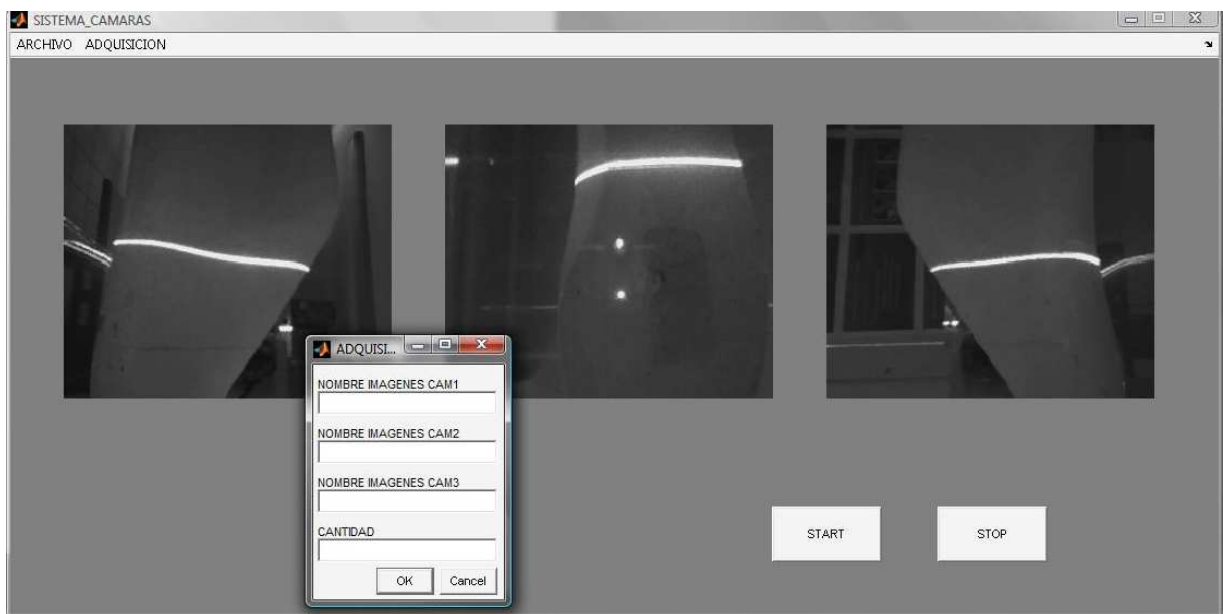 SISTEMA_CAMARAS
ARCHIVO ADQUISICION
ADQUISI...
NOMBRE IMAGENES CAM1
NOMBRE IMAGENES CAM2
NOMBRE IMAGENES CAM3
CANTIDAD
OK Cancel
START STOP